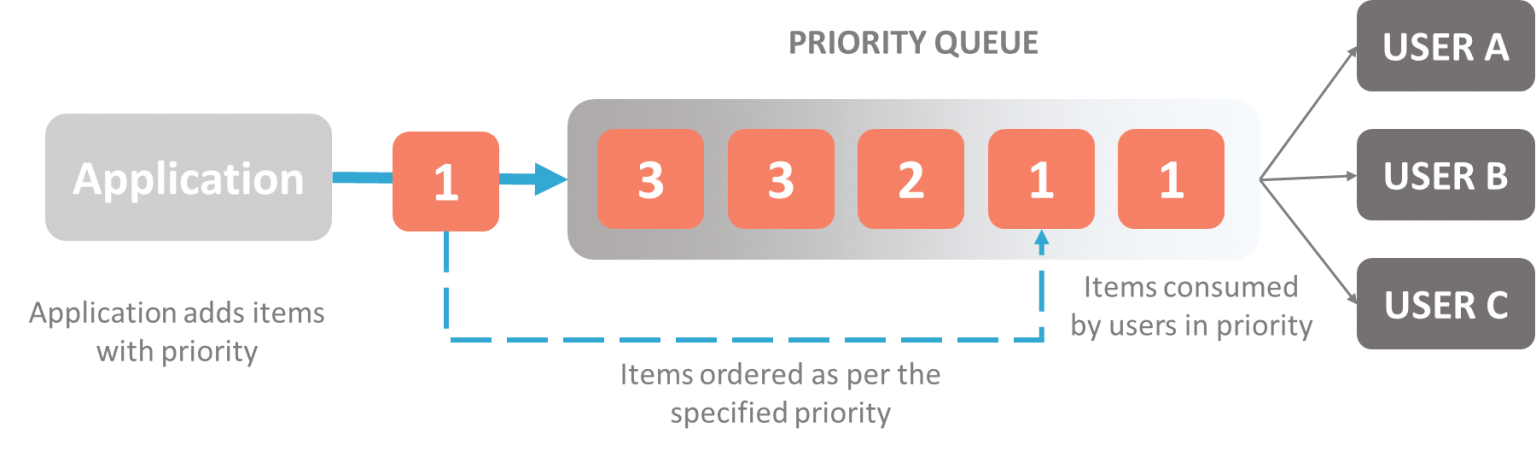 PRIORITY QUEUE
Application
1
3
3
2
1
1
USER A
USER B
USER C
Application adds items
with priority
Items ordered as per the
specified priority
Items consumed
by users in priority